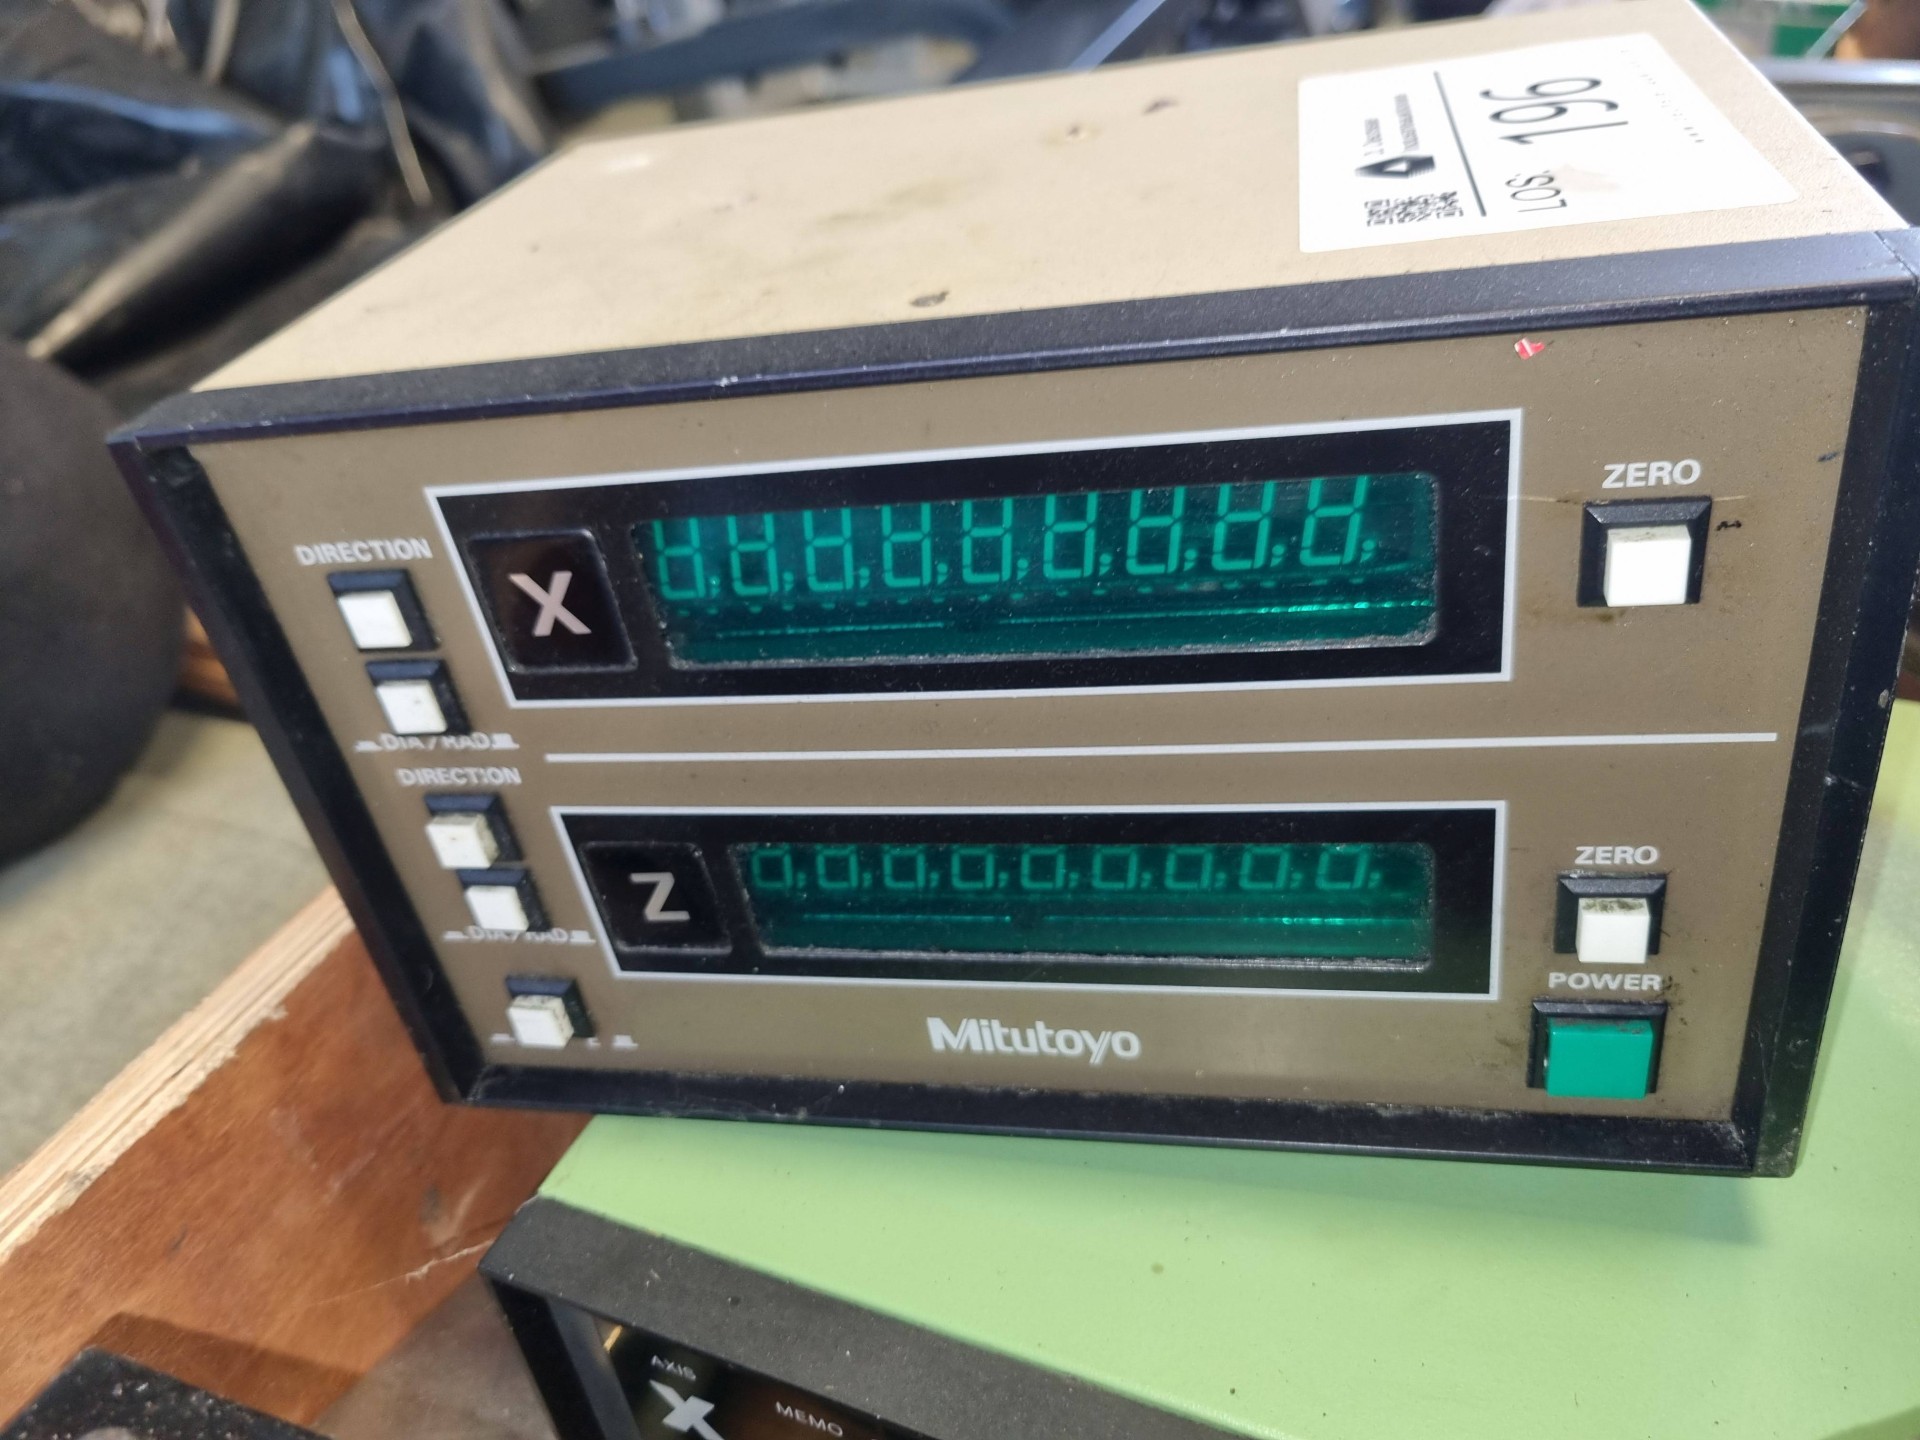 LOS. 196
ZERO
DIRECTION
X
DIA / RAD
DIRECTION
ZERO
Z
DIA / RAD
POWER
Mitutoyo
AXIS
X
MEMO